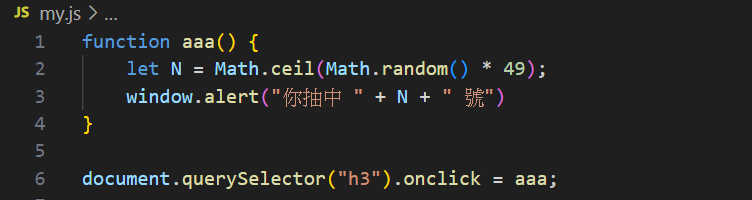 JS my.js > ...
1 function aaa() {
2 let N = Math.ceil(Math.random() * 49);
3 window.alert("你抽中 " + N + " 號")
4 }
5
6 document.querySelector("h3").onclick = aaa;